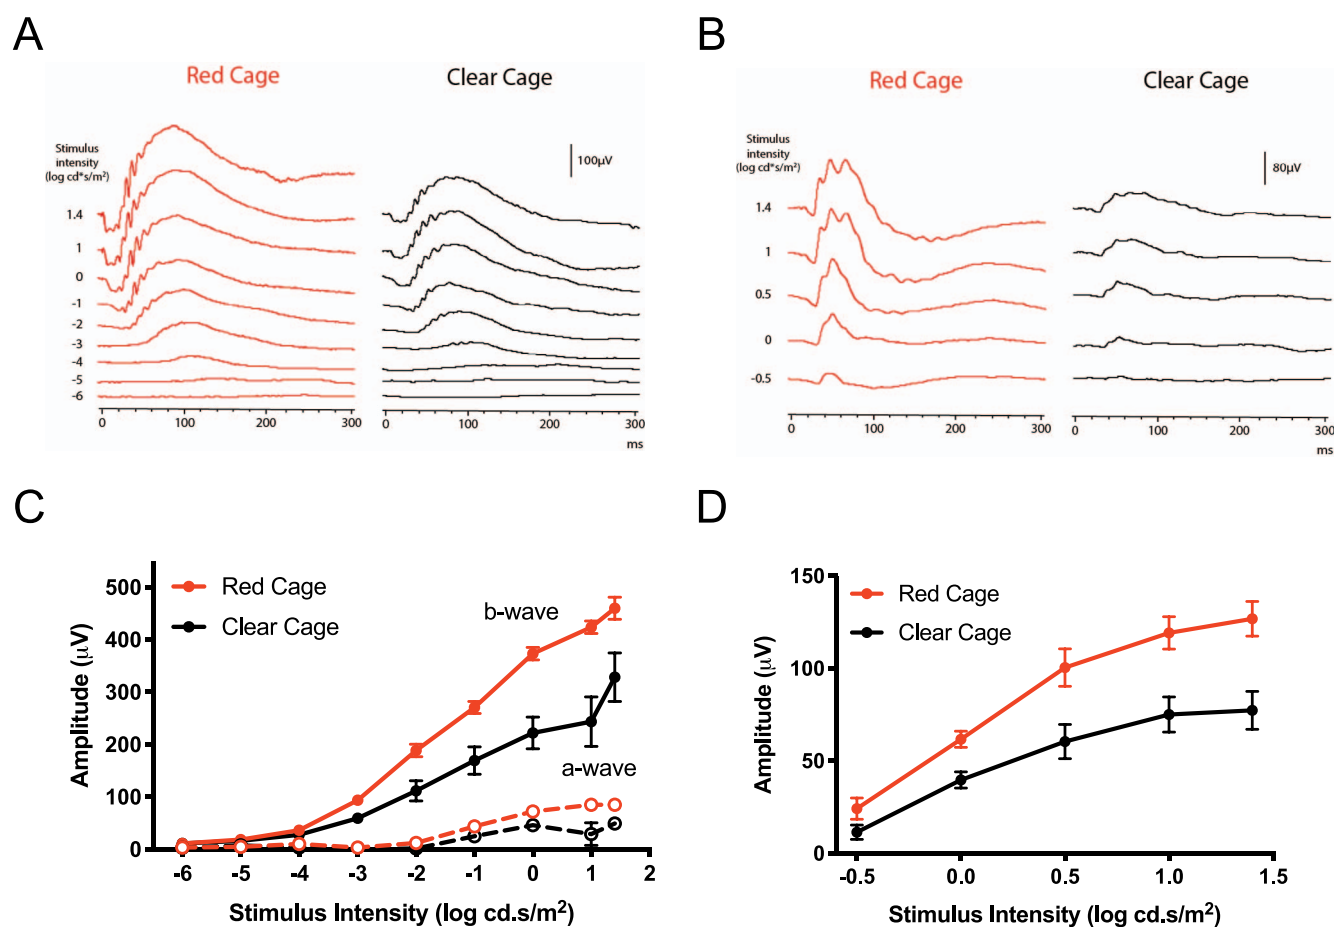 A
Red Cage
Clear Cage
Stimulus
intensity
(log cd*s/m²)
100µV
1.4
1
0
-1
-2
-3
-4
-5
-6
0 100 200 300
0 100 200 300
ms
B
Red Cage
Clear Cage
Stimulus
intensity
(log cd*s/m²)
80µV
1.4
1
0.5
0
-0.5
0 100 200 300
0 100 200 300
ms
C
Red Cage
Clear Cage
b-wave
a-wave
Amplitude (µV)
500
400
300
200
100
0
-6 -5 -4 -3 -2 -1 0 1 2
Stimulus Intensity (log cd.s/m²)
D
Red Cage
Clear Cage
Amplitude (µV)
150
100
50
0
-0.5 0.0 0.5 1.0 1.5
Stimulus Intensity (log cd.s/m²)